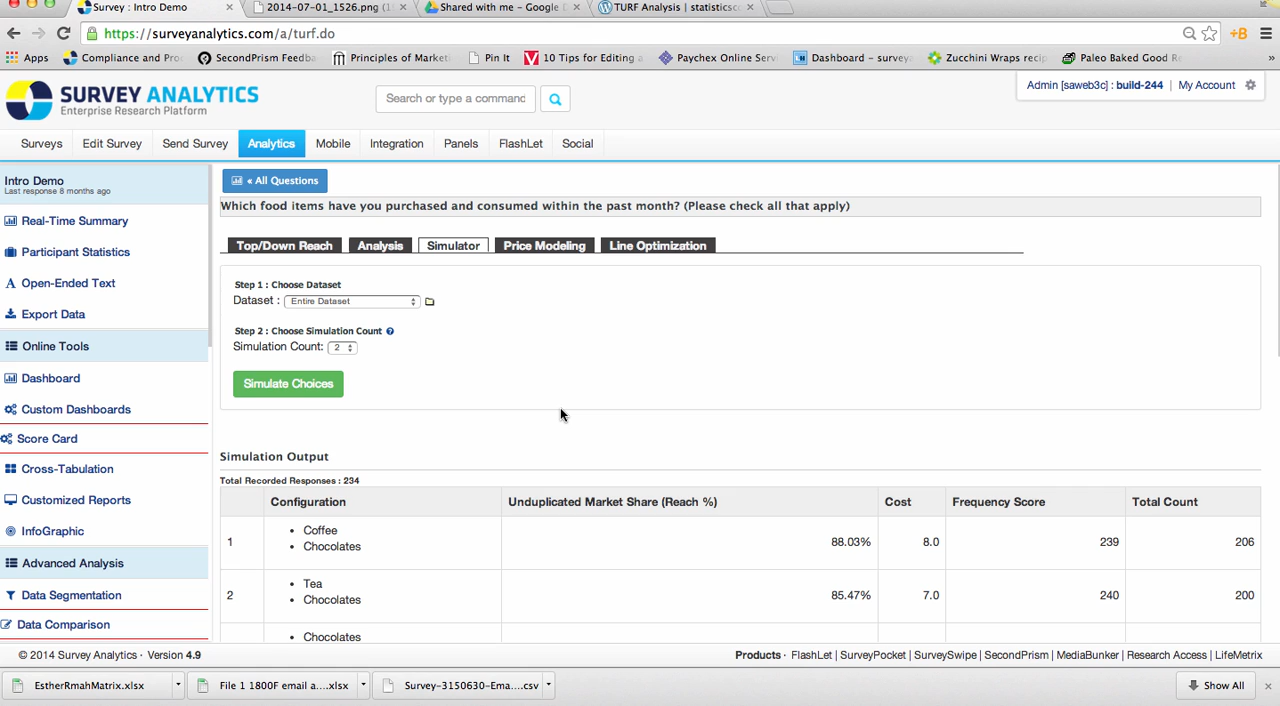 Survey : Intro Demo
2014-07-01_1526.png (1
Shared with me - Google D
TURF Analysis | statisticsco
https://surveyanalytics.com/a/turf.do
+B
Apps
Compliance and Pro
SecondPrism Feedba
Principles of Market
Pin It
10 Tips for Editing a
Paychex Online Serv
Dashboard - surveya
Zucchini Wraps recip
Paleo Baked Good R
»
SURVEY ANALYTICS
Enterprise Research Platform
Search or type a command
Admin [saweb3c] : build-244 | My Account
Surveys
Edit Survey
Send Survey
Analytics
Mobile
Integration
Panels
FlashLet
Social
Intro Demo
Last response 8 months ago
Real-Time Summary
Participant Statistics
Open-Ended Text
Export Data
Online Tools
Dashboard
Custom Dashboards
Score Card
Cross-Tabulation
Customized Reports
InfoGraphic
Advanced Analysis
Data Segmentation
Data Comparison
« All Questions
Which food items have you purchased and consumed within the past month? (Please check all that apply)
Top/Down Reach
Analysis
Simulator
Price Modeling
Line Optimization
Step 1 : Choose Dataset
Dataset : Entire Dataset
Step 2 : Choose Simulation Count
Simulation Count: 2
Simulate Choices
Simulation Output
Total Recorded Responses : 234
Configuration Unduplicated Market Share (Reach %) Cost Frequency Score Total Count
• Coffee
1 88.03% 8.0 239 206
• Chocolates
• Tea
2 85.47% 7.0 240 200
• Chocolates
• Chocolates
© 2014 Survey Analytics · Version 4.9
Products · FlashLet | SurveyPocket | SurveySwipe | SecondPrism | MediaBunker | Research Access | LifeMetrix
EstherRmahMatrix.xlsx
File 1 1800F email a....xlsx
Survey-3150630-Ema....csv
Show All